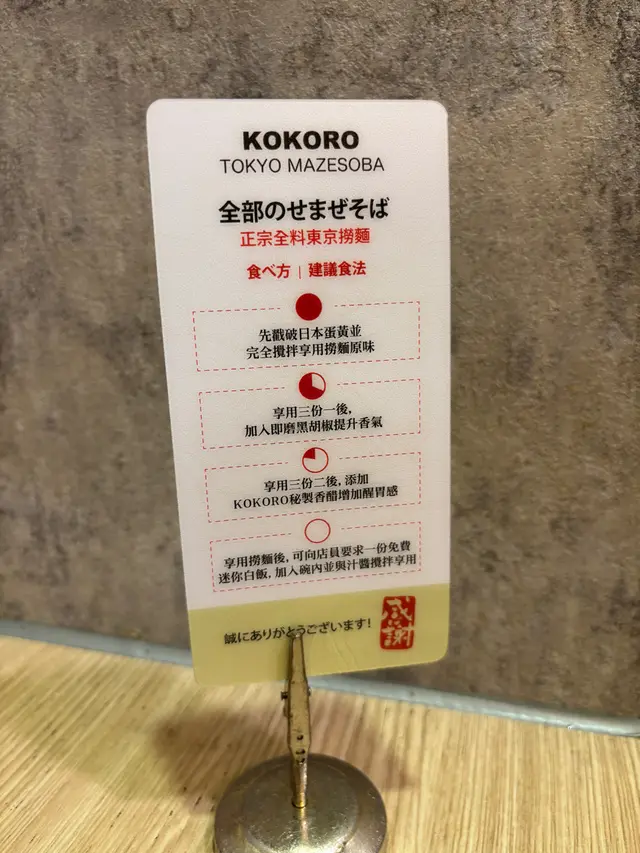 KOKORO
TOKYO MAZESOBA
全部のせまぜそば
正宗全料東京撈麵
食べ方 | 建議食法
先戳破日本蛋黃並
完全攪拌享用撈麵原味
享用三份一後,
加入即磨黑胡椒提升香氣
享用三份二後, 添加
KOKORO秘製香醋增加醒胃感
享用撈麵後, 可向店員要求一份免費
迷你白飯, 加入碗內並與汁醬攪拌享用
誠にありがとうございます!
感謝